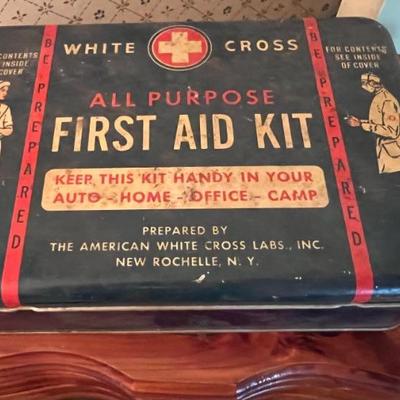 WHITE CROSS
ALL PURPOSE
FIRST AID KIT
KEEP THIS KIT HANDY IN YOUR
AUTO - HOME - OFFICE - CAMP
PREPARED BY
THE AMERICAN WHITE CROSS LABS., INC.
NEW ROCHELLE, N. Y.
BE PREPARED
BE PREPARED
CONTENTS
SEE INSIDE
OF COVER
FOR CONTENTS
SEE INSIDE
OF COVER